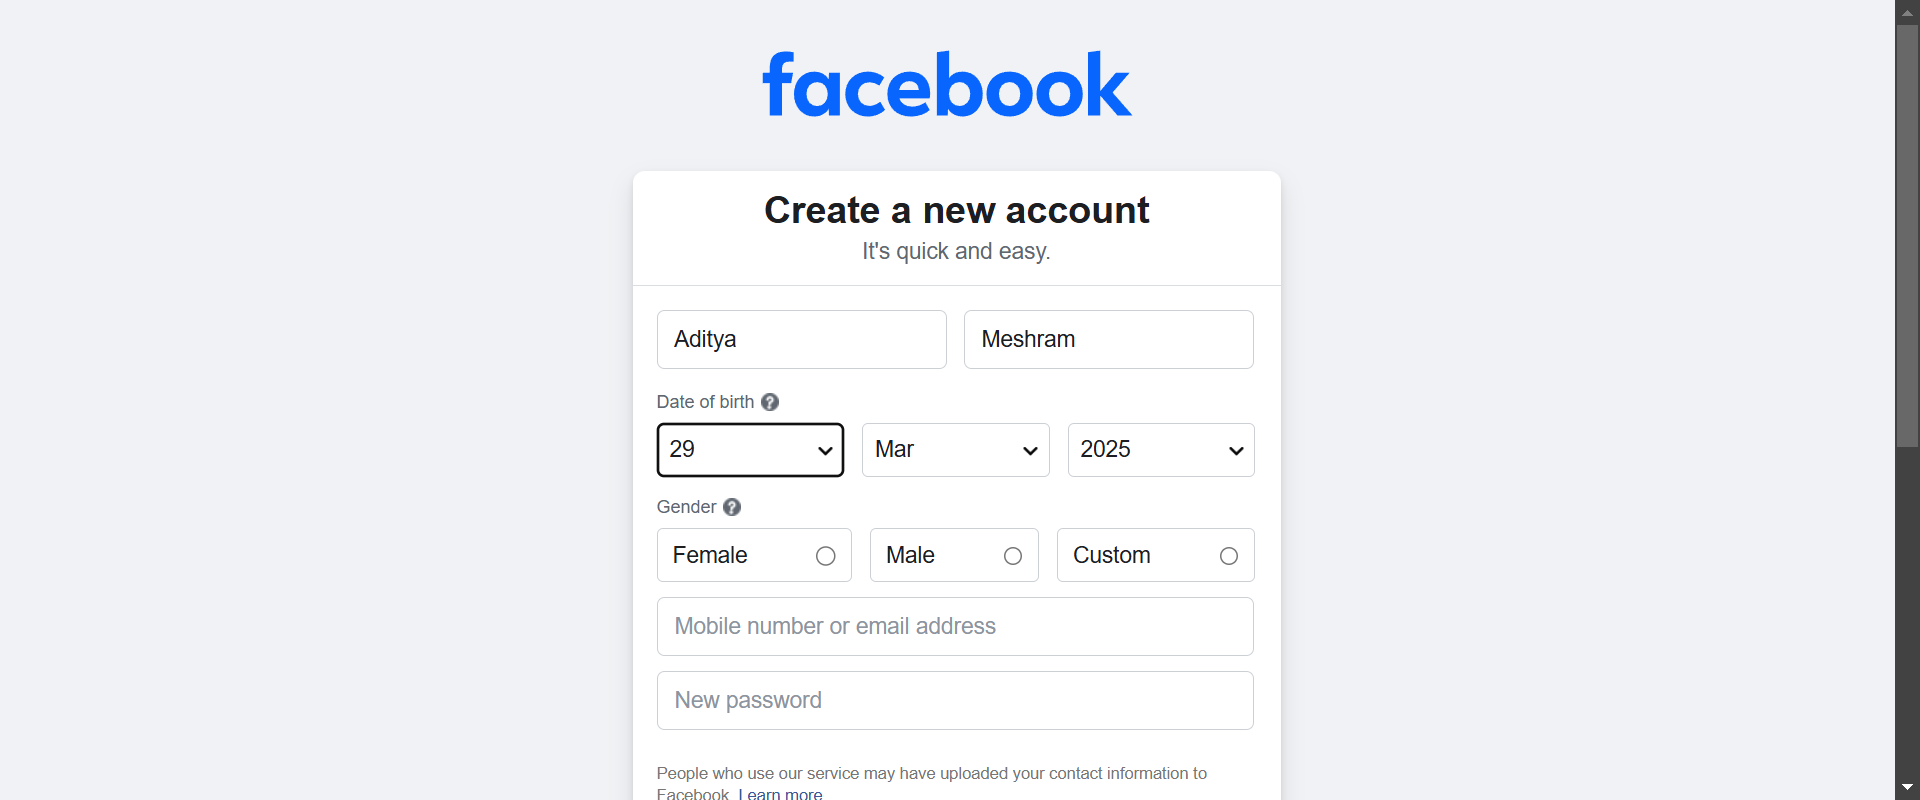 facebook
Create a new account
It's quick and easy.
Aditya Meshram
Date of birth ?
29 Mar 2025
Gender ?
Female Male Custom
Mobile number or email address
New password
People who use our service may have uploaded your contact information to
Facebook. Learn more